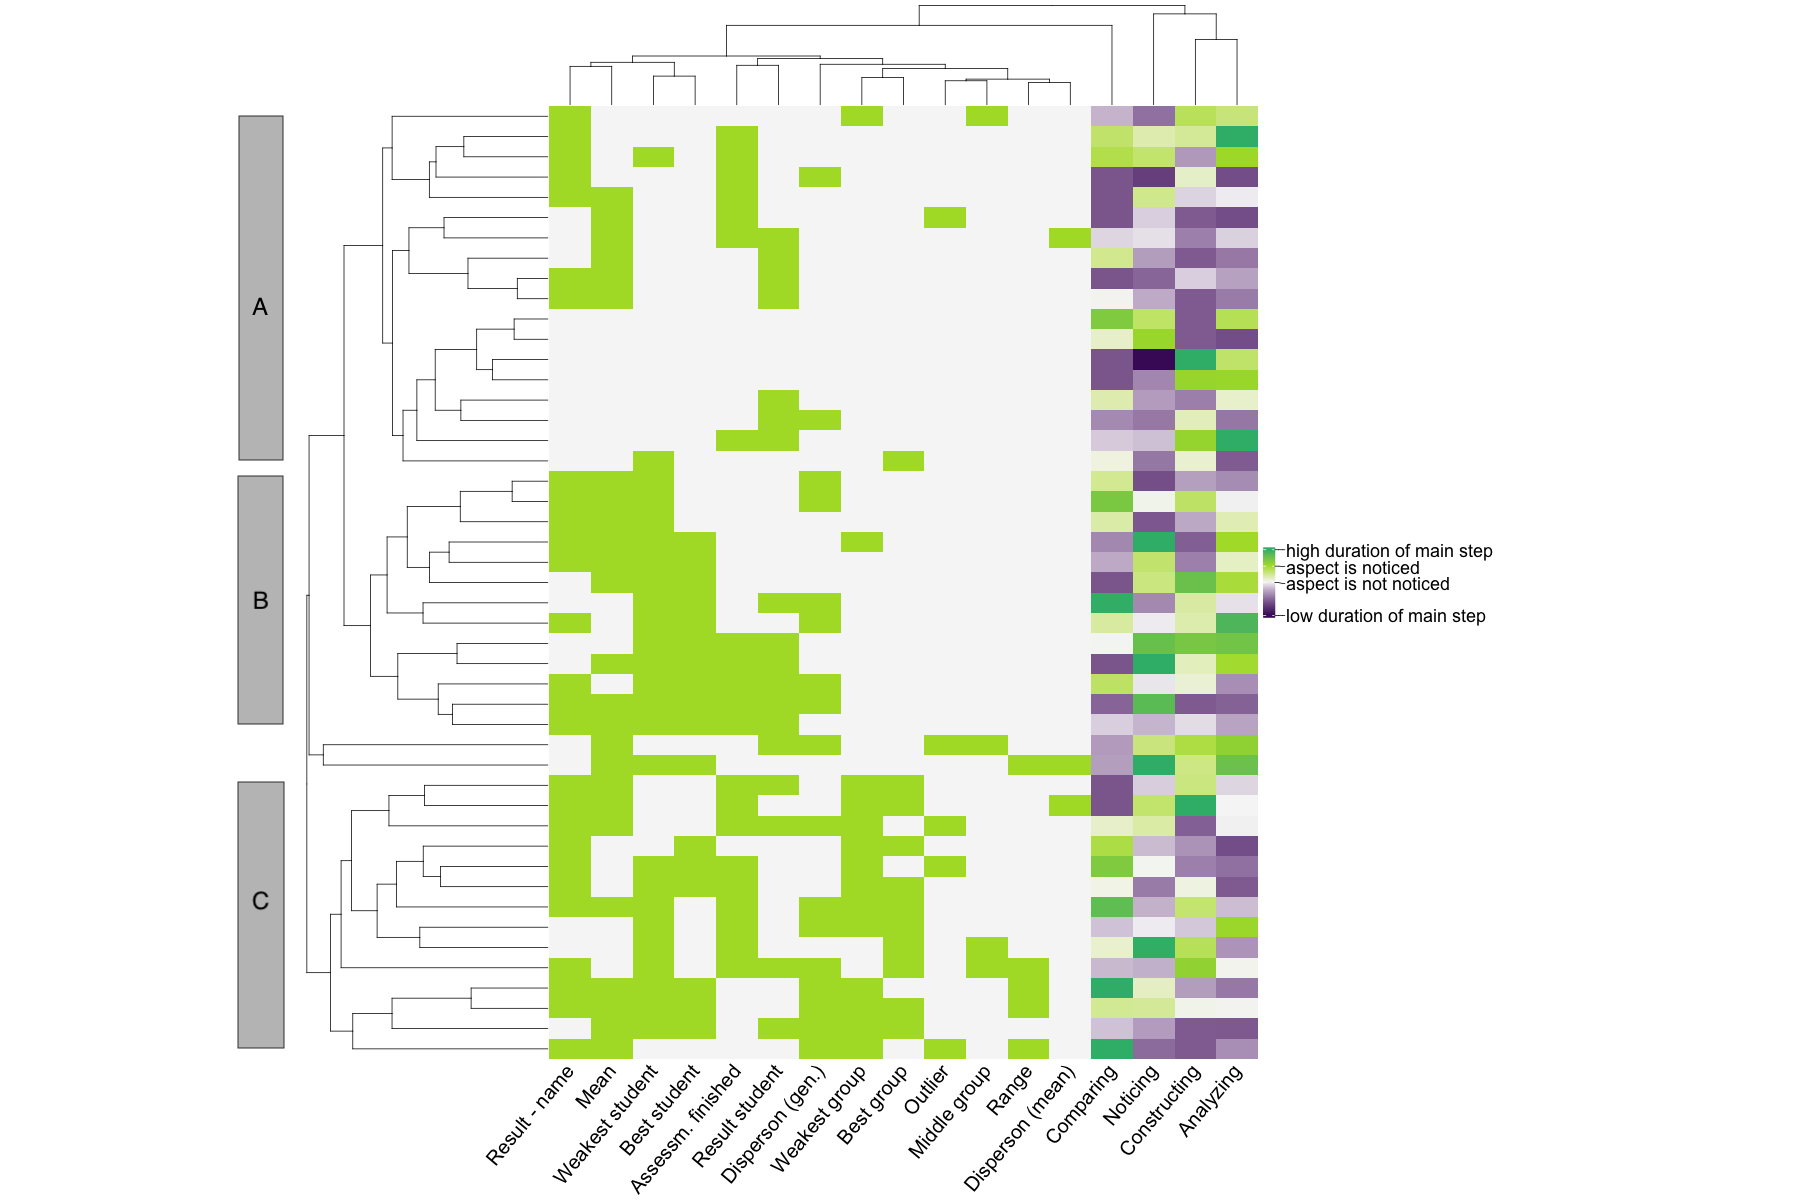 A
B
C
high duration of main step
aspect is noticed
aspect is not noticed
low duration of main step
Result - name
Mean
Weakest student
Best student
Assessm. finished
Result student
Disperson (gen.)
Weakest group
Best group
Outlier
Middle group
Range
Disperson (mean)
Comparing
Noticing
Constructing
Analyzing